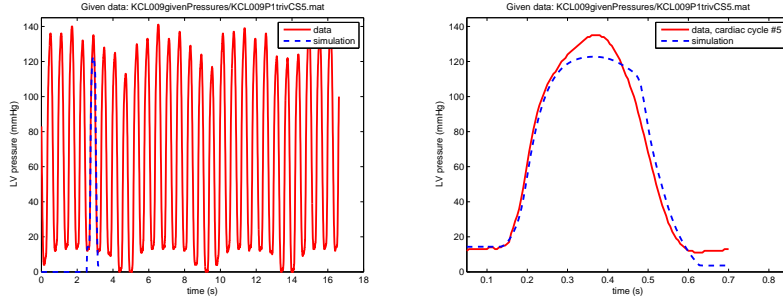 Given data: KCL009givenPressures/KCL009P1trivCS5.mat
data
simulation
LV pressure (mmHg)
140
120
100
80
60
40
20
0
0 2 4 6 8 10 12 14 16 18
time (s)
Given data: KCL009givenPressures/KCL009P1trivCS5.mat
data, cardiac cycle #5
simulation
LV pressure (mmHg)
140
120
100
80
60
40
20
0
0.1 0.2 0.3 0.4 0.5 0.6 0.7 0.8
time (s)